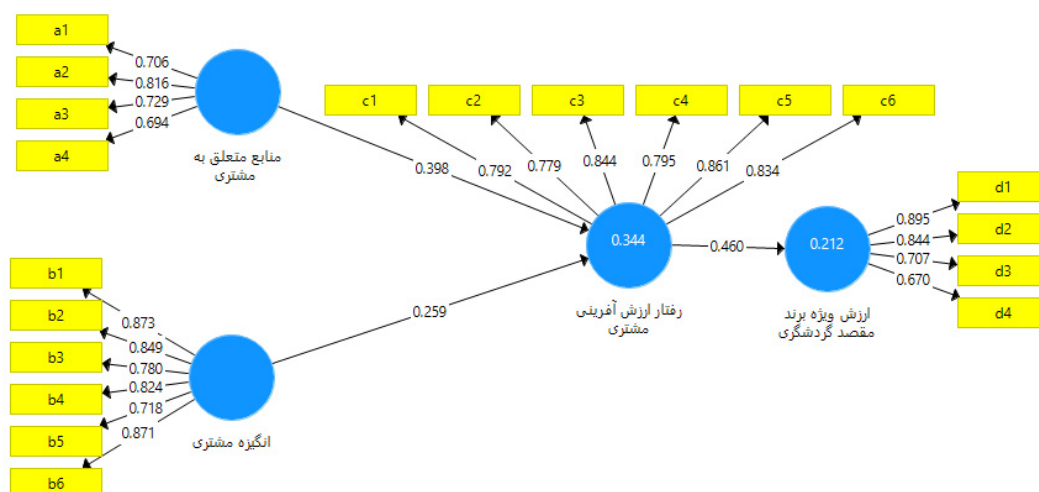 a1
a2
a3
a4
0.706
0.816
0.729
0.694
منابع متعلق به
مشتری
0.398
c1
c2
c3
c4
c5
c6
0.792
0.779
0.844
0.795
0.861
0.834
0.344
رفتار ارزش آفرینی
مشتری
0.460
0.212
ارزش ویژه برند
مقصد گردشگری
0.895
0.844
0.707
0.670
d1
d2
d3
d4
b1
b2
b3
b4
b5
b6
0.873
0.849
0.780
0.824
0.718
0.871
انگیزه مشتری
0.259